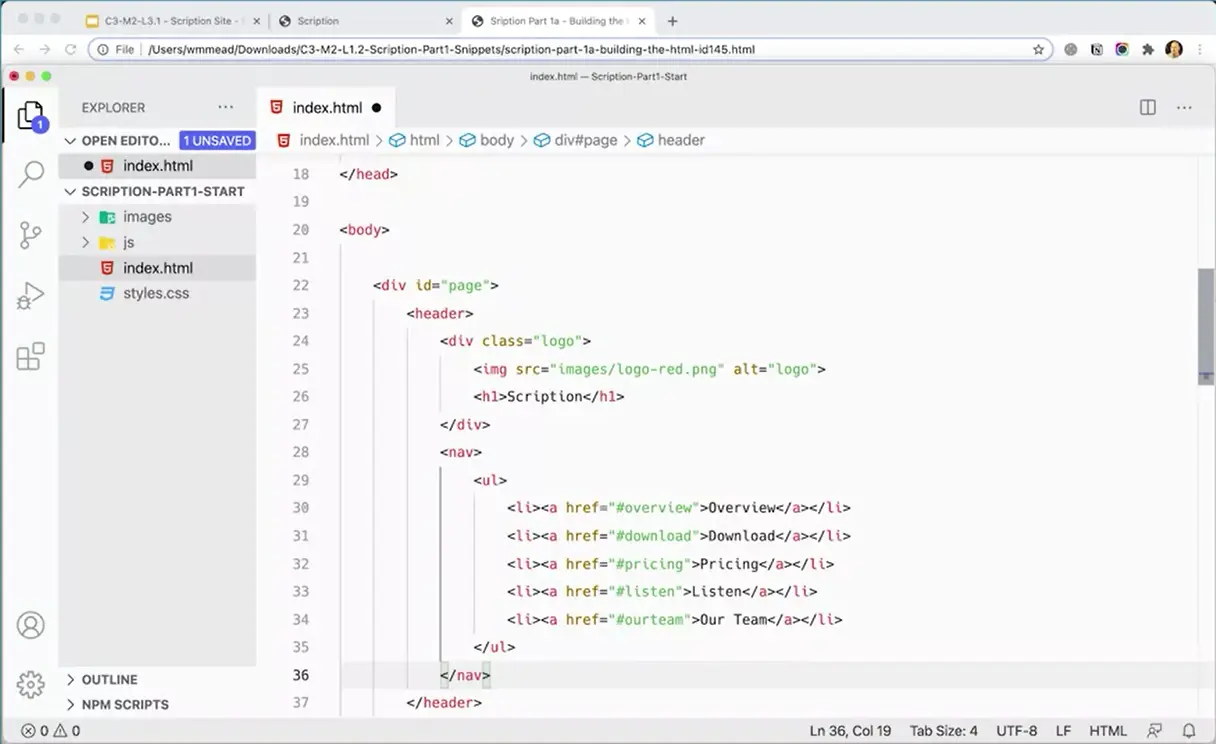 C3-M2-L3.1 - Scription Site -
Scription
Sription Part 1a - Building the
File /Users/wmmead/Downloads/C3-M2-L1.2-Scription-Part1-Snippets/scription-part-1a-building-the-html-id145.html
index.html — Scription-Part1-Start
EXPLORER
index.html
OPEN EDITO... 1 UNSAVED
index.html > html > body > div#page > header
index.html
SCRIPTION-PART1-START
images
js
index.html
styles.css
1
18 </head>
19
20 <body>
21
22 <div id="page">
23 <header>
24 <div class="logo">
25 <img src="images/logo-red.png" alt="logo">
26 <h1>Scription</h1>
27 </div>
28 <nav>
29 <ul>
30 <li><a href="#overview">Overview</a></li>
31 <li><a href="#download">Download</a></li>
32 <li><a href="#pricing">Pricing</a></li>
33 <li><a href="#listen">Listen</a></li>
34 <li><a href="#ourteam">Our Team</a></li>
35 </ul>
36 </nav>
37 </header>
OUTLINE
NPM SCRIPTS
0 0 Ln 36, Col 19 Tab Size: 4 UTF-8 LF HTML